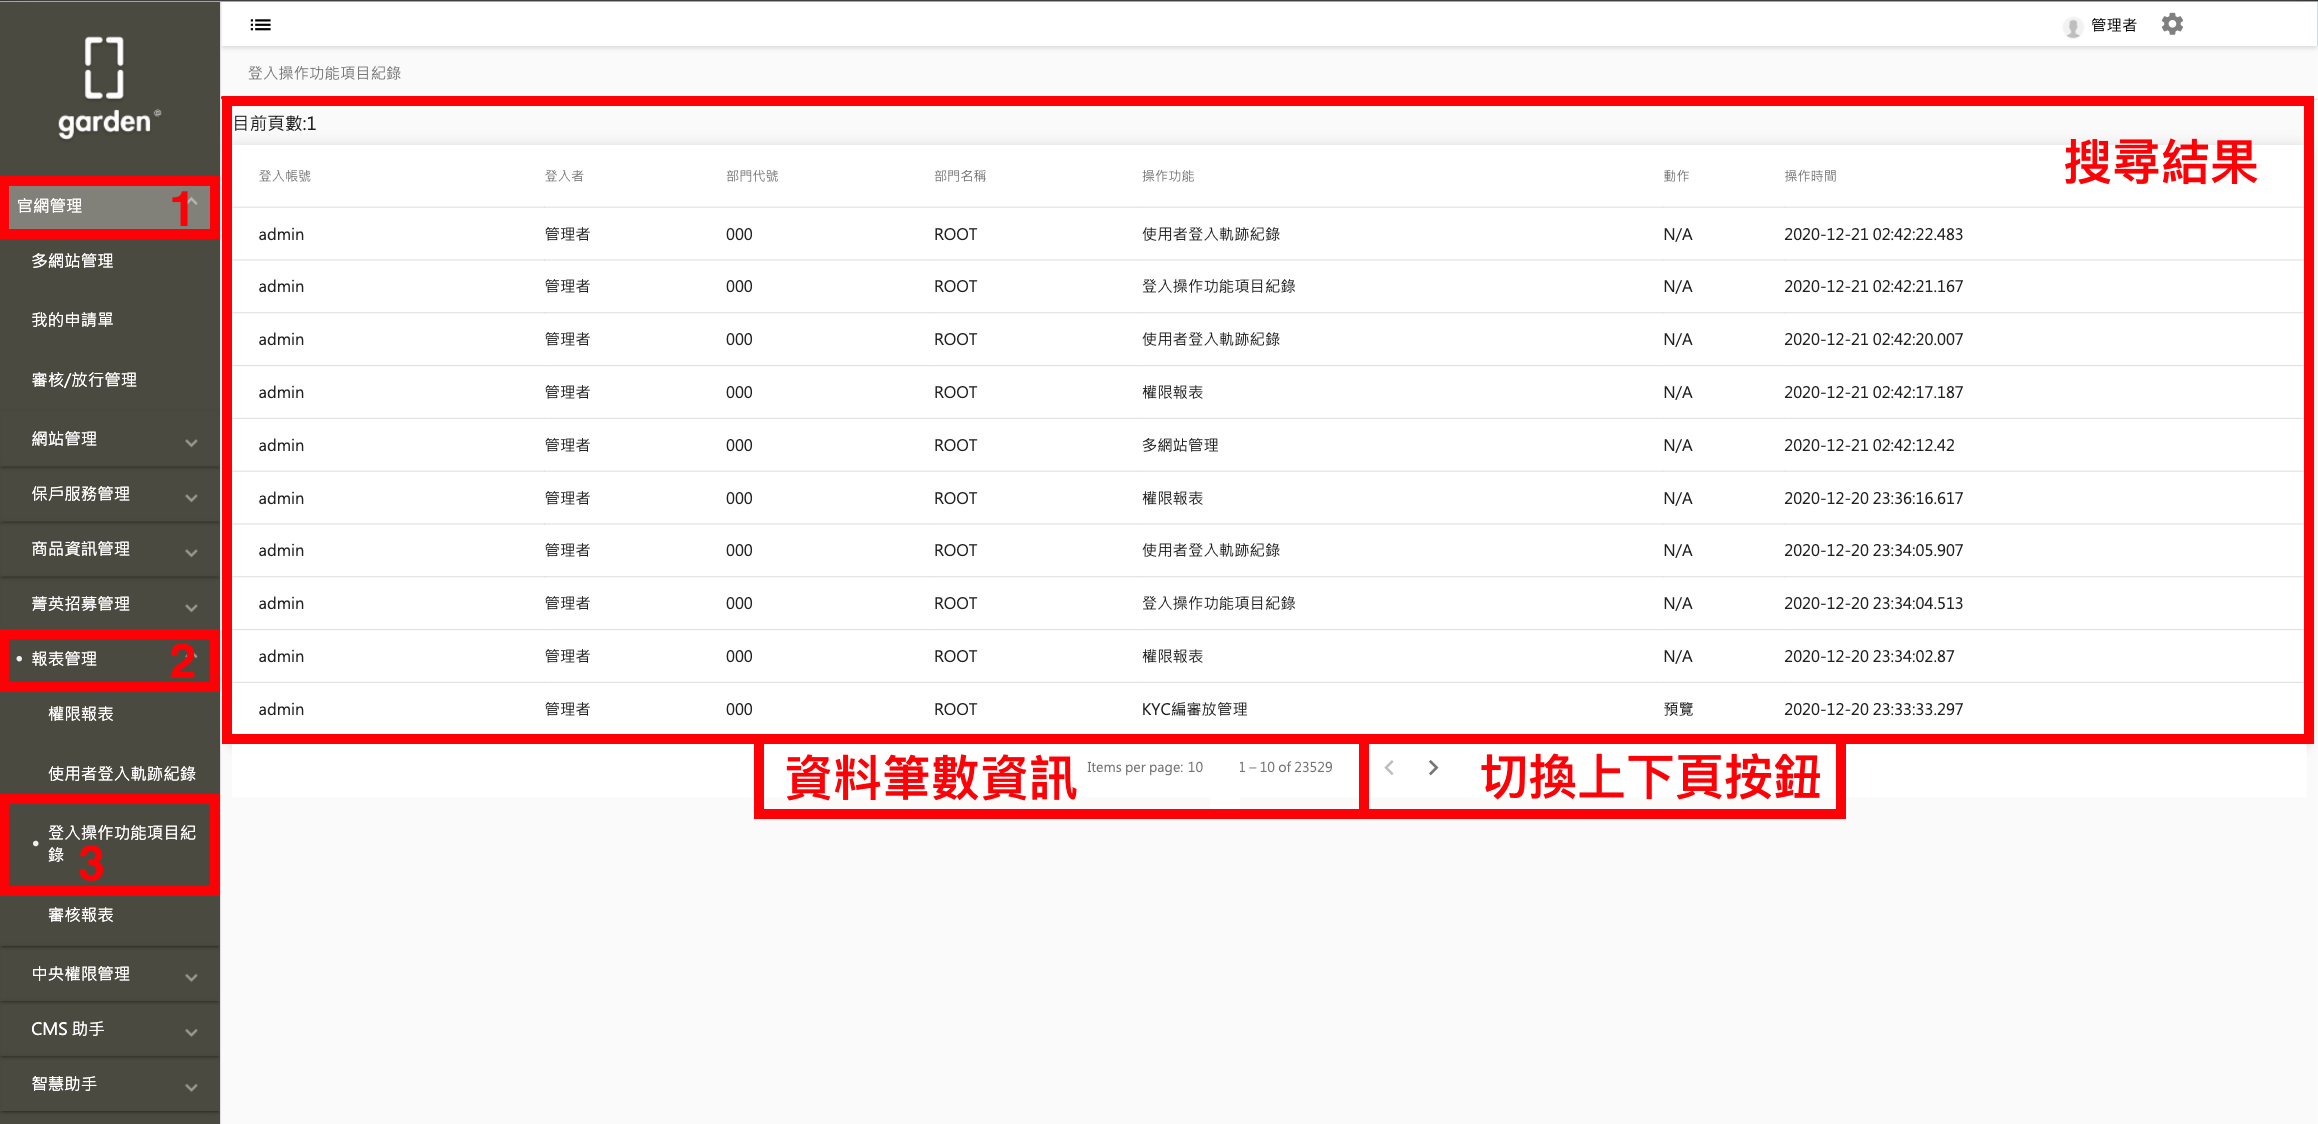 管理者
garden®
登入操作功能項目紀錄
目前頁數:1
搜尋結果
登入帳號 登入者 部門代號 部門名稱 操作功能 動作 操作時間
admin 管理者 000 ROOT 使用者登入軌跡紀錄 N/A 2020-12-21 02:42:22.483
admin 管理者 000 ROOT 登入操作功能項目紀錄 N/A 2020-12-21 02:42:21.167
admin 管理者 000 ROOT 使用者登入軌跡紀錄 N/A 2020-12-21 02:42:20.007
admin 管理者 000 ROOT 權限報表 N/A 2020-12-21 02:42:17.187
admin 管理者 000 ROOT 多網站管理 N/A 2020-12-21 02:42:12.42
admin 管理者 000 ROOT 權限報表 N/A 2020-12-20 23:36:16.617
admin 管理者 000 ROOT 使用者登入軌跡紀錄 N/A 2020-12-20 23:34:05.907
admin 管理者 000 ROOT 登入操作功能項目紀錄 N/A 2020-12-20 23:34:04.513
admin 管理者 000 ROOT 權限報表 N/A 2020-12-20 23:34:02.87
admin 管理者 000 ROOT KYC編審放管理 預覽 2020-12-20 23:33:33.297
資料筆數資訊 Items per page: 10 1 – 10 of 23529 切換上下頁按鈕
官網管理 1
多網站管理
我的申請單
審核/放行管理
網站管理
保戶服務管理
商品資訊管理
菁英招募管理
• 報表管理 2
權限報表
使用者登入軌跡紀錄
• 登入操作功能項目紀
錄 3
審核報表
中央權限管理
CMS 助手
智慧助手